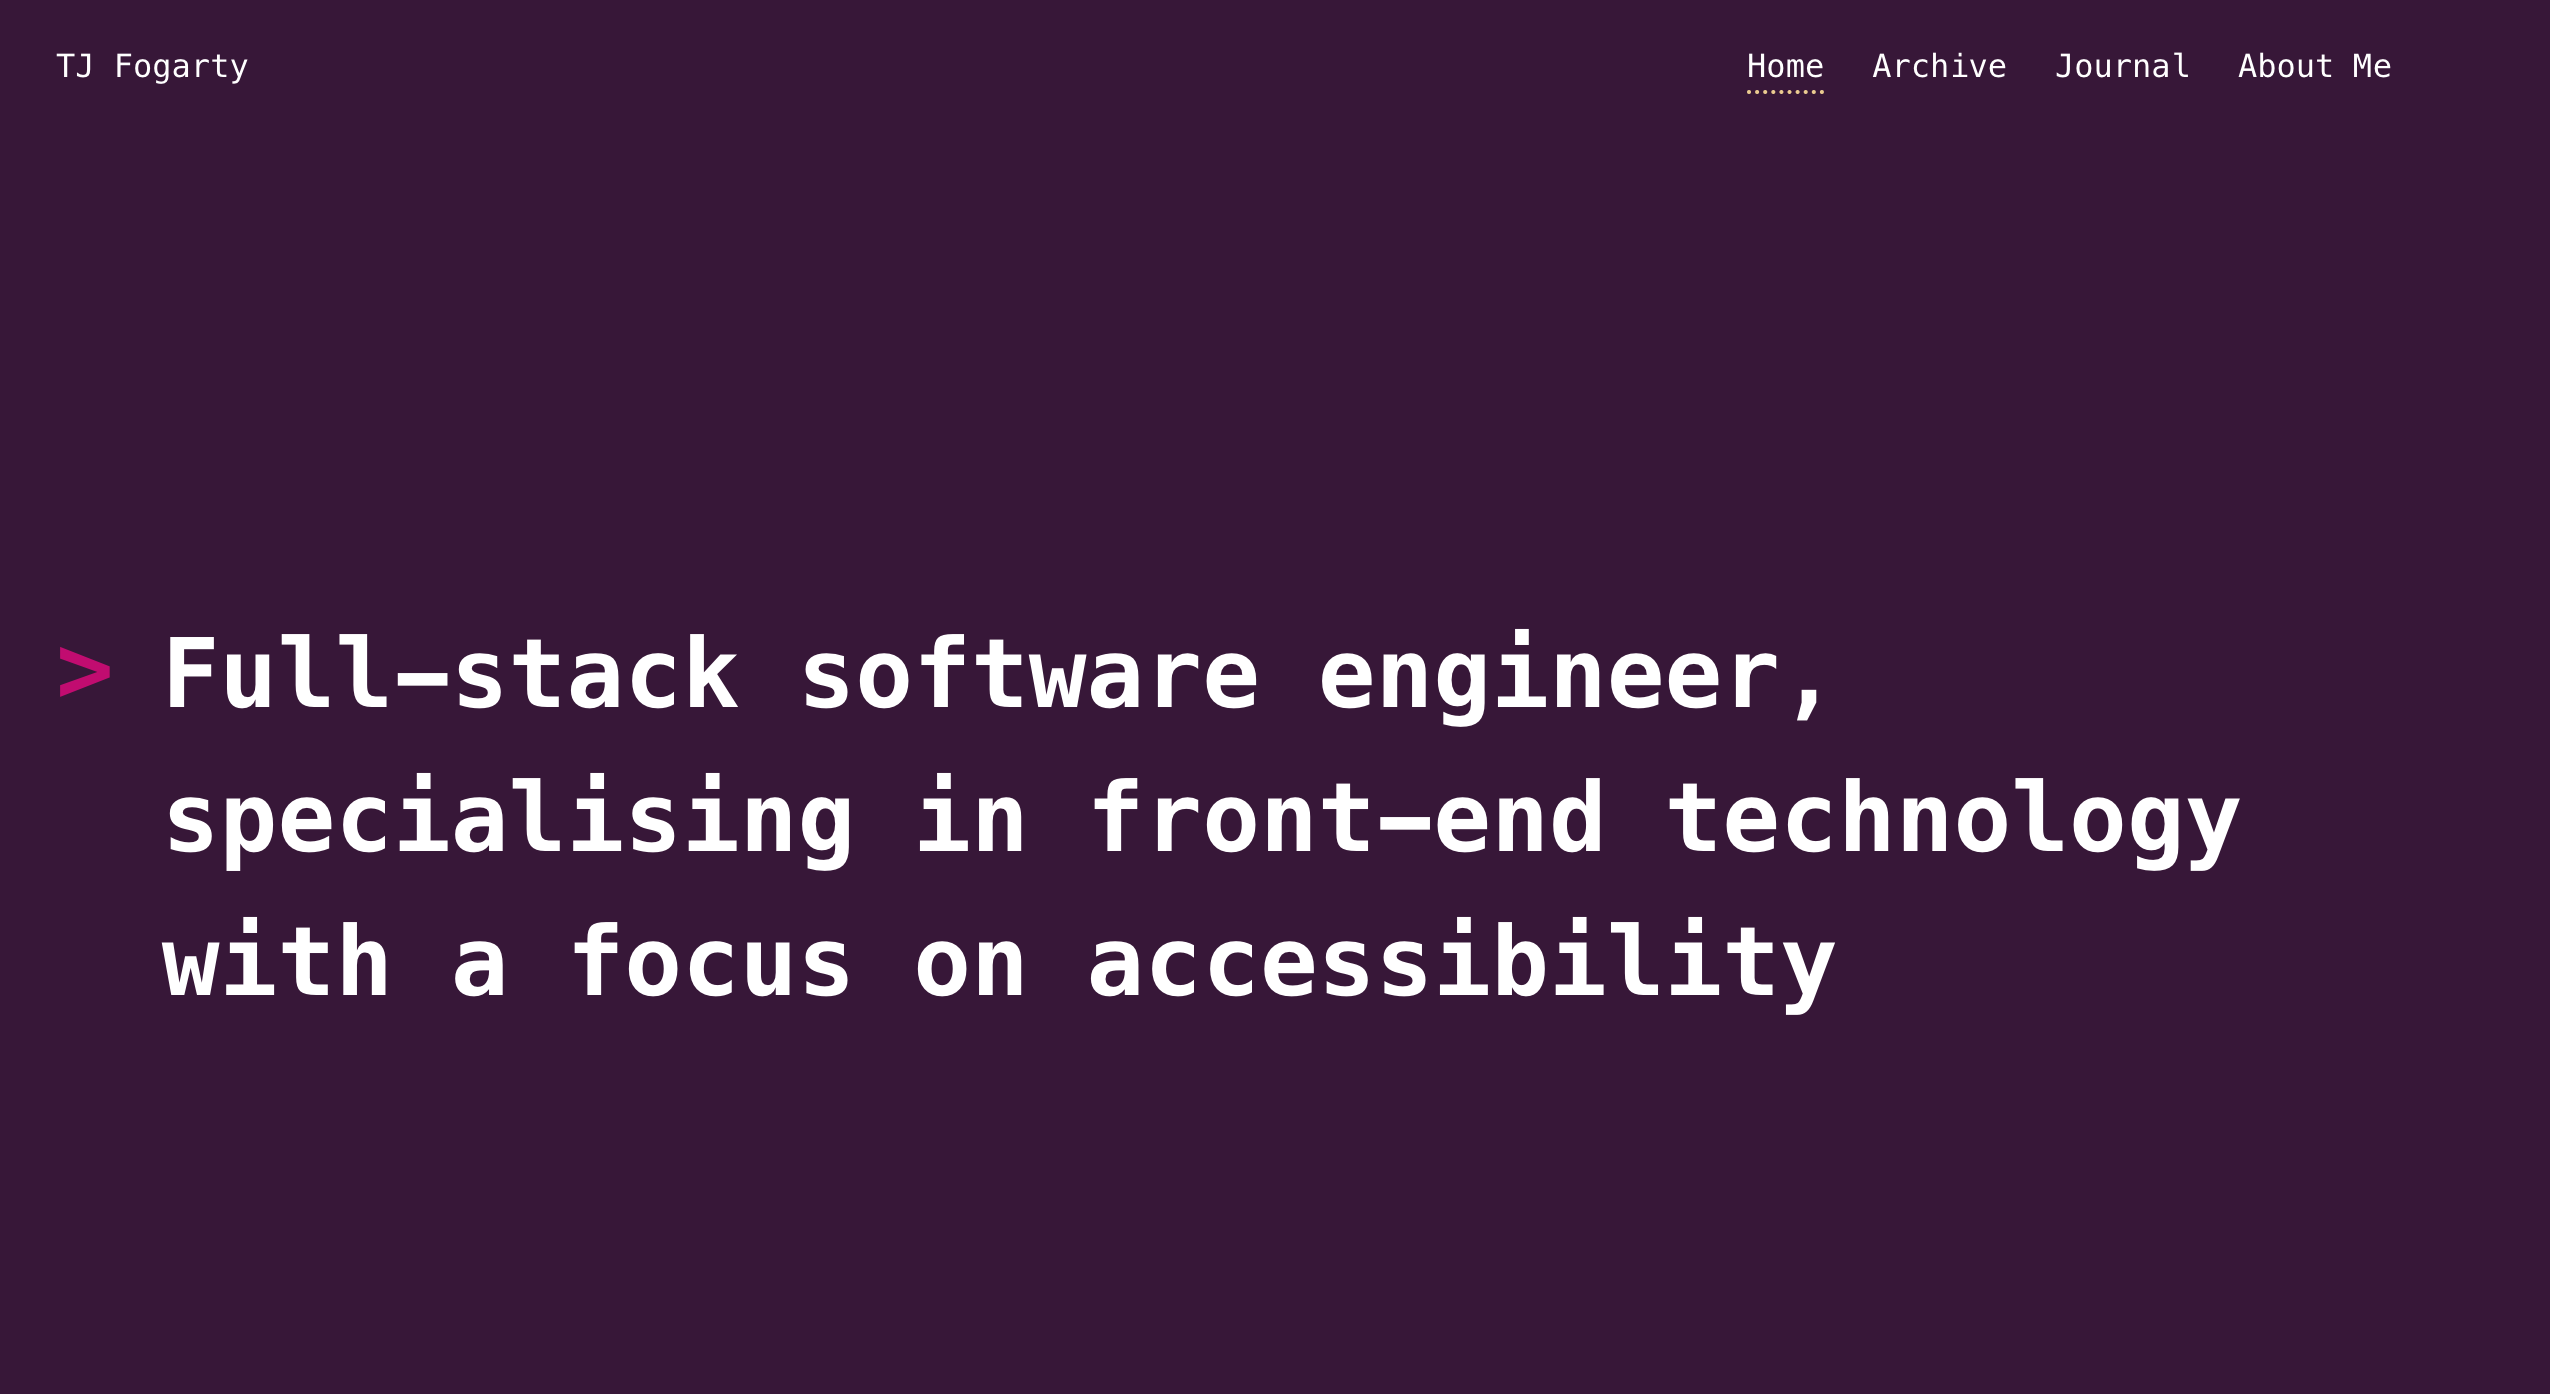 TJ Fogarty
Home Archive Journal About Me
> Full-stack software engineer,
specialising in front-end technology
with a focus on accessibility